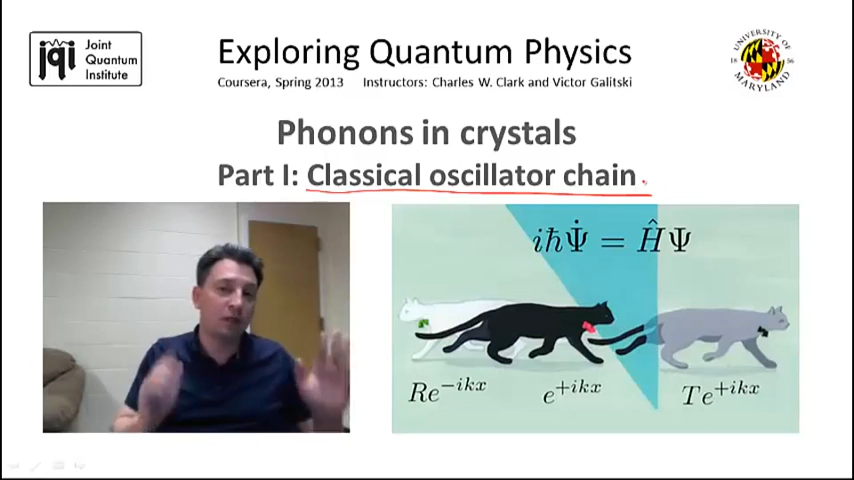 Joint
Quantum
Institute
jqi
Exploring Quantum Physics
Coursera, Spring 2013 Instructors: Charles W. Clark and Victor Galitski
UNIVERSITY OF
18 56
MARYLAND
Phonons in crystals
Part I: Classical oscillator chain
iħΨ̇ = ĤΨ
Re^{-ikx} e^{+ikx} Te^{+ikx}